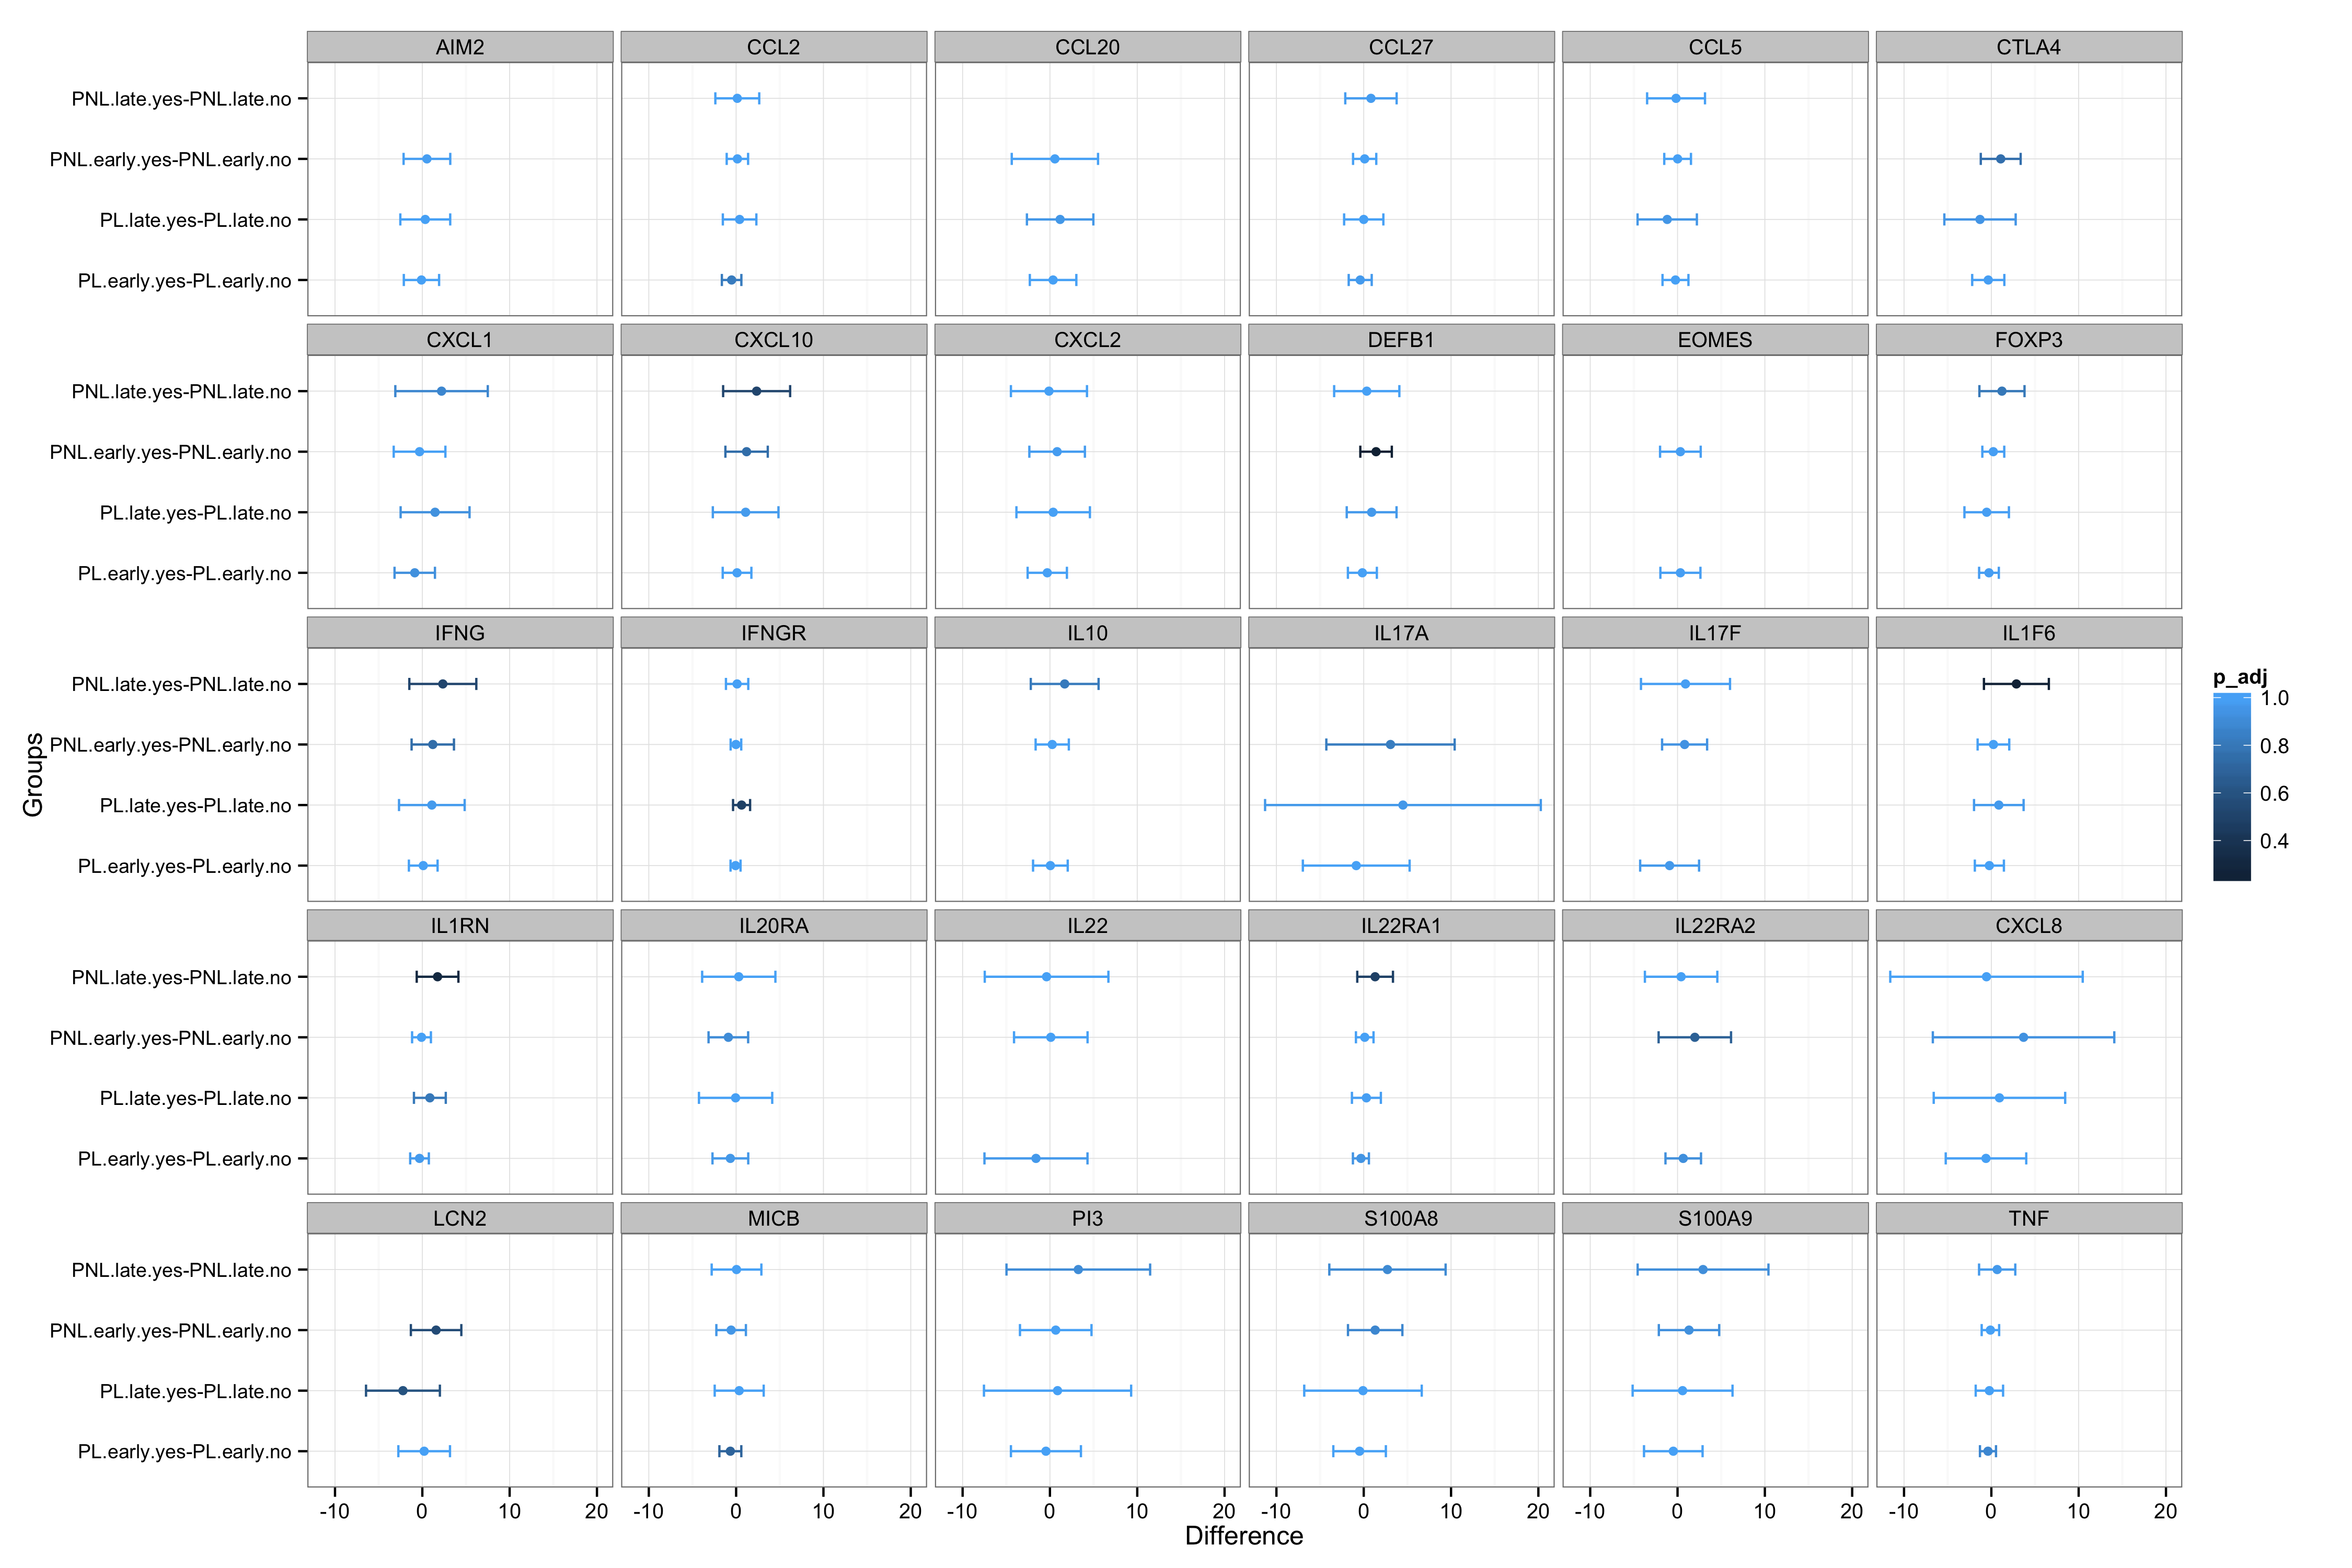 AIM2 CCL2 CCL20 CCL27 CCL5 CTLA4
PNL.late.yes-PNL.late.no
PNL.early.yes-PNL.early.no
PL.late.yes-PL.late.no
PL.early.yes-PL.early.no
CXCL1 CXCL10 CXCL2 DEFB1 EOMES FOXP3
PNL.late.yes-PNL.late.no
PNL.early.yes-PNL.early.no
PL.late.yes-PL.late.no
PL.early.yes-PL.early.no
IFNG IFNGR IL10 IL17A IL17F IL1F6
PNL.late.yes-PNL.late.no
PNL.early.yes-PNL.early.no
PL.late.yes-PL.late.no
PL.early.yes-PL.early.no
IL1RN IL20RA IL22 IL22RA1 IL22RA2 CXCL8
PNL.late.yes-PNL.late.no
PNL.early.yes-PNL.early.no
PL.late.yes-PL.late.no
PL.early.yes-PL.early.no
LCN2 MICB PI3 S100A8 S100A9 TNF
PNL.late.yes-PNL.late.no
PNL.early.yes-PNL.early.no
PL.late.yes-PL.late.no
PL.early.yes-PL.early.no
-10 0 10 20 -10 0 10 20 -10 0 10 20 -10 0 10 20 -10 0 10 20 -10 0 10 20
Difference
Groups
p_adj
1.0
0.8
0.6
0.4